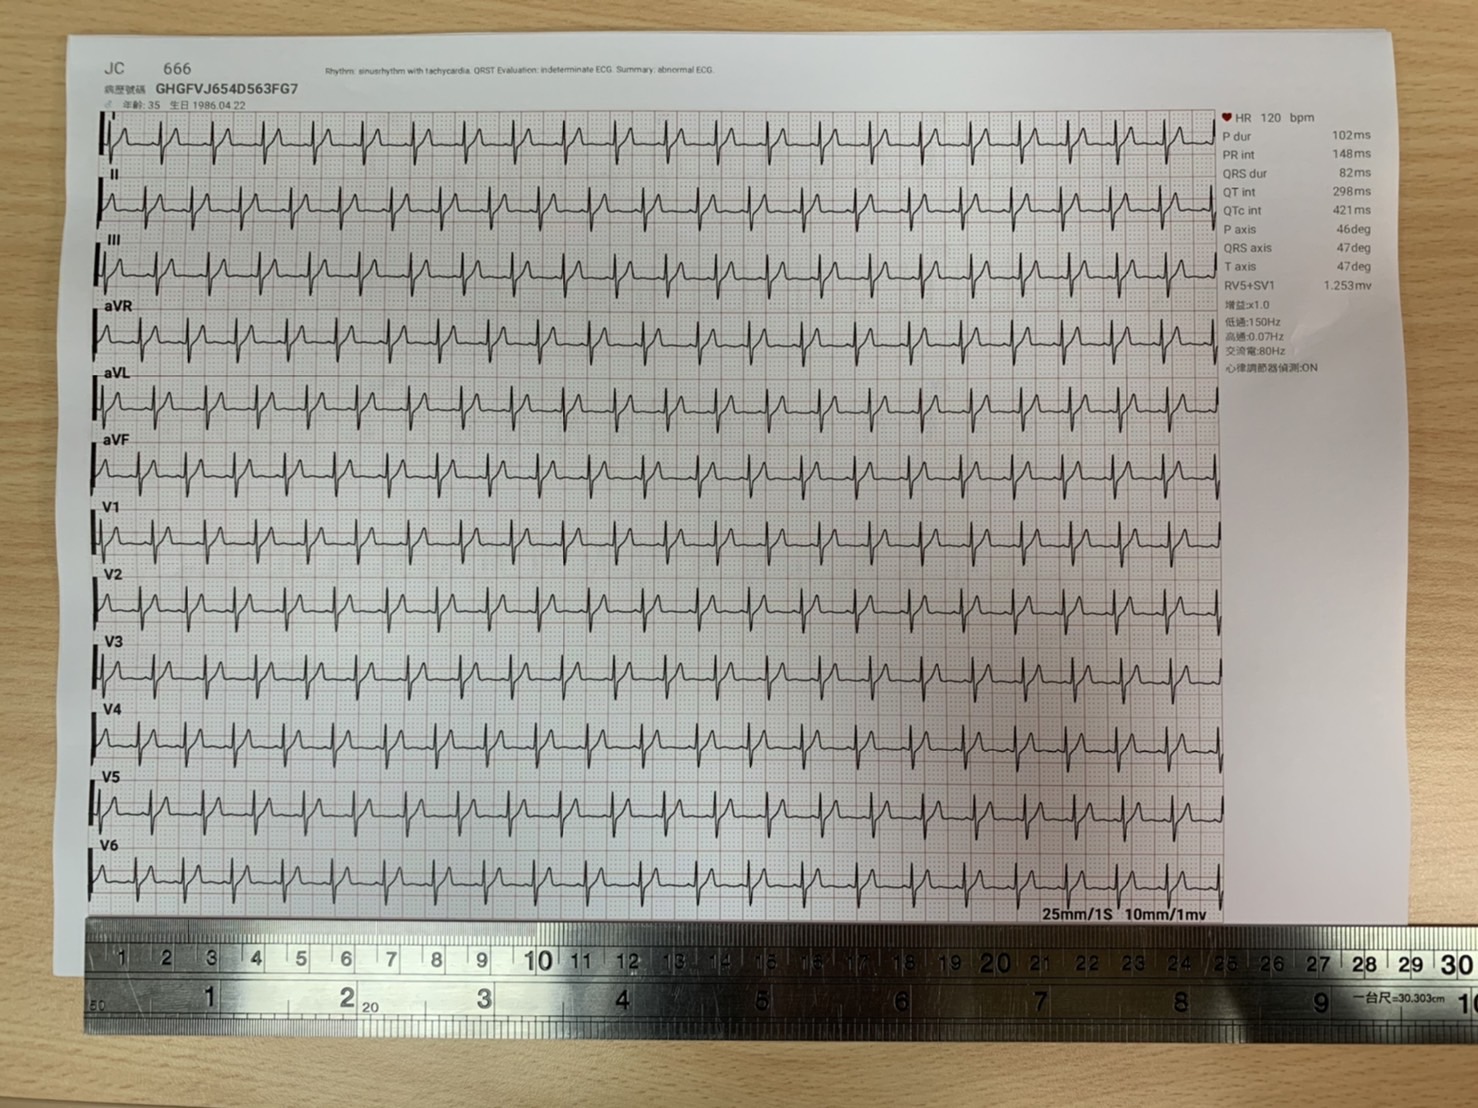 JC 666
Rhythm: sinusrhythm with tachycardia. QRST Evaluation: indeterminate ECG. Summary: abnormal ECG.
病歷號碼 GHGFVJ654D563FG7
♂ 年齡: 35 生日 1986.04.22
I
II
III
aVR
aVL
aVF
V1
V2
V3
V4
V5
V6
HR 120 bpm
P dur 102ms
PR int 148ms
QRS dur 82ms
QT int 298ms
QTc int 421ms
P axis 46deg
QRS axis 47deg
T axis 47deg
RV5+SV1 1.253mv
增益:x1.0
低通:150Hz
高通:0.07Hz
交流電:80Hz
心律調節器偵測:ON
25mm/1S 10mm/1mv
1 2 3 4 5 6 7 8 9 10 11 12 13 14 15 16 17 18 19 20 21 22 23 24 25 26 27 28 29 30
50 1 2 20 3 4 5 6 7 8 9 一台尺=30.303cm 10